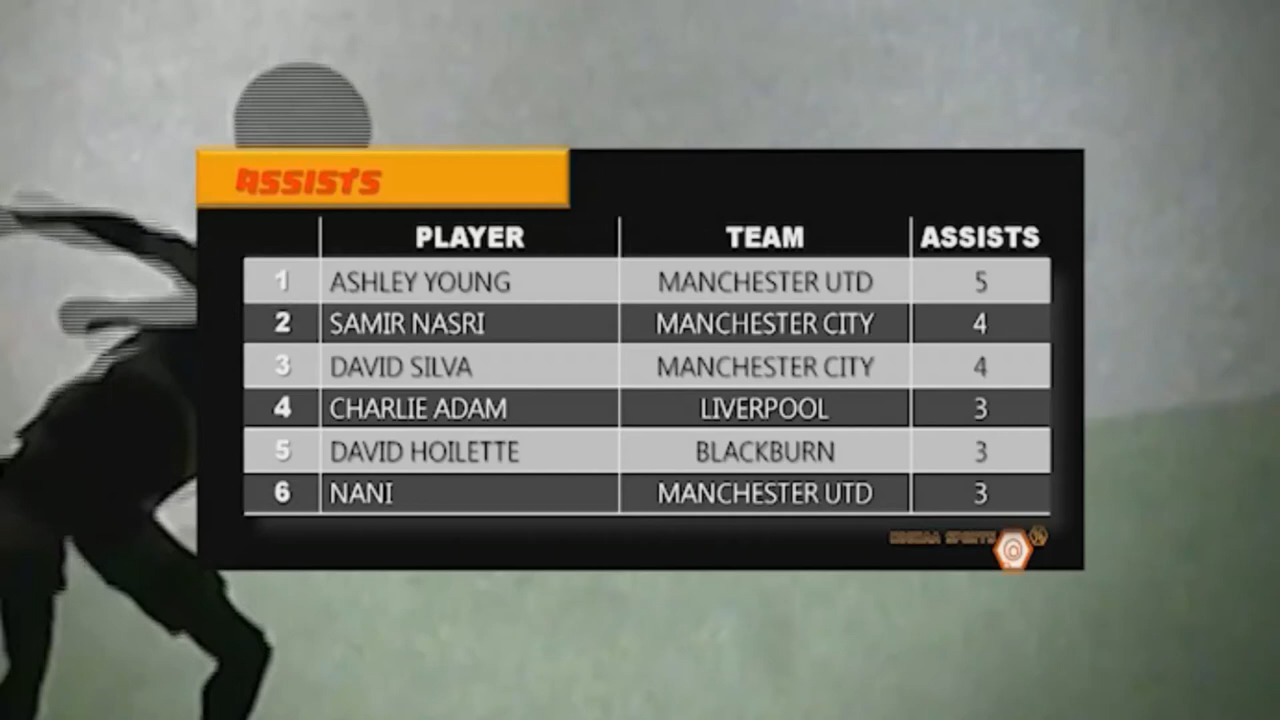 ASSISTS
PLAYER TEAM ASSISTS
1 ASHLEY YOUNG MANCHESTER UTD 5
2 SAMIR NASRI MANCHESTER CITY 4
3 DAVID SILVA MANCHESTER CITY 4
4 CHARLIE ADAM LIVERPOOL 3
5 DAVID HOILETTE BLACKBURN 3
6 NANI MANCHESTER UTD 3
SPORTS